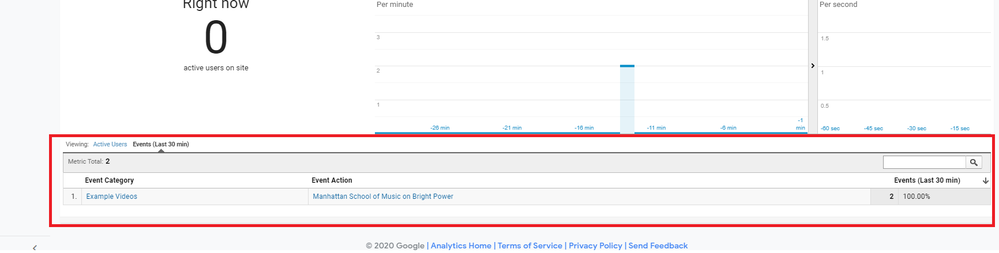 Right now
0
active users on site
Per minute
3
2
1
-26 min
-21 min
-16 min
-11 min
-6 min
-1
min
Per second
1.5
1
0.5
-60 sec
-45 sec
-30 sec
-15 sec
Viewing: Active Users Events (Last 30 min)
Metric Total: 2
Event Category Event Action Events (Last 30 min)
1. Example Videos Manhattan School of Music on Bright Power 2 100.00%
© 2020 Google | Analytics Home | Terms of Service | Privacy Policy | Send Feedback